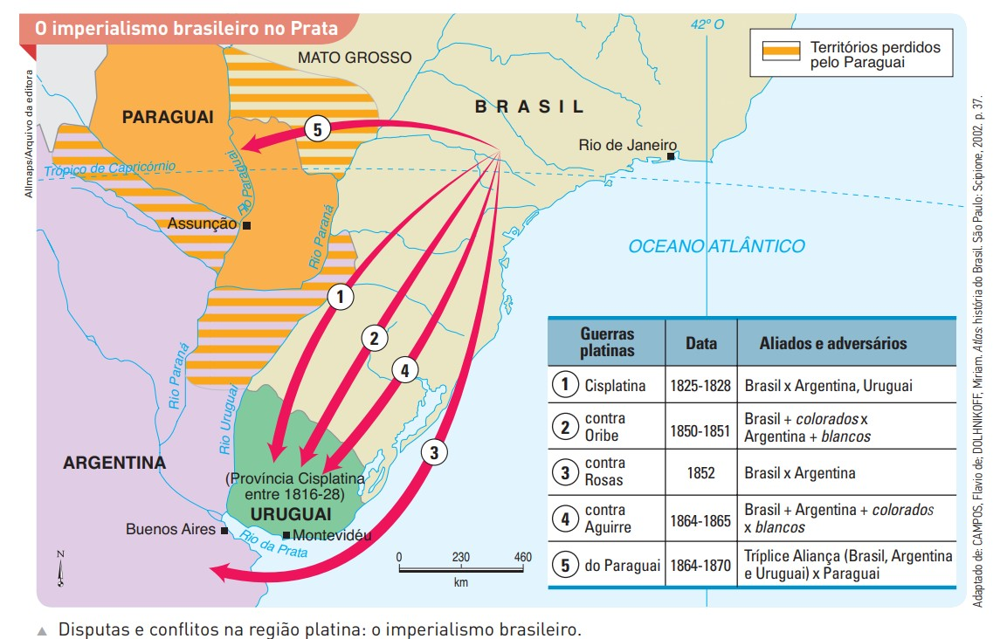 O imperialismo brasileiro no Prata
42º O
Territórios perdidos
pelo Paraguai
MATO GROSSO
PARAGUAI
BRASIL
5
Rio de Janeiro
Trópico de Capricórnio
Rio Paraguai
Assunção
Rio Paraná
OCEANO ATLÂNTICO
1
2
4
3
Rio Paraná
Rio Uruguai
ARGENTINA
(Província Cisplatina
entre 1816-28)
URUGUAI
Buenos Aires
Montevidéu
Rio da Prata
N
0 230 460
km
Guerras
platinas
Data
Aliados e adversários
1 Cisplatina
1825-1828
Brasil x Argentina, Uruguai
2 contra
Oribe
1850-1851
Brasil + colorados x
Argentina + blancos
3 contra
Rosas
1852
Brasil x Argentina
4 contra
Aguirre
1864-1865
Brasil + Argentina + colorados
x blancos
5 do Paraguai
1864-1870
Tríplice Aliança (Brasil, Argentina
e Uruguai) x Paraguai
Allmaps/Arquivo da editora
Adaptado de: CAMPOS, Flavio de; DOLHNIKOFF, Miriam. Atlas: história do Brasil. São Paulo: Scipione, 2002. p. 37.
▲ Disputas e conflitos na região platina: o imperialismo brasileiro.